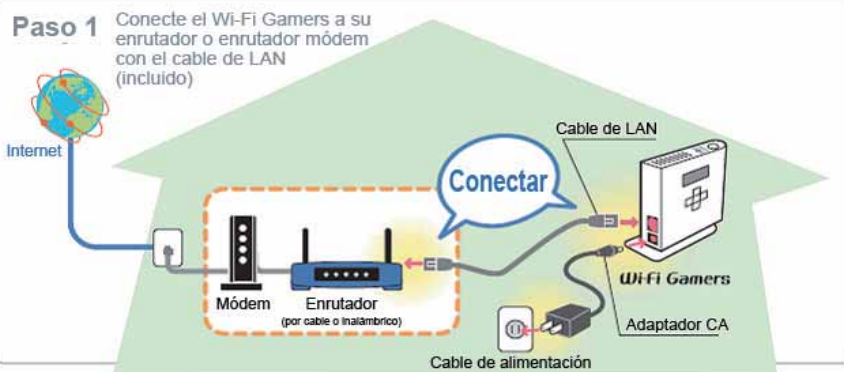 Paso 1
Conecte el Wi-Fi Gamers a su
enrutador o enrutador módem
con el cable de LAN
(incluido)
Internet
Cable de LAN
Conectar
Wi-Fi Gamers
Módem
Enrutador
(por cable o inalámbrico)
Adaptador CA
Cable de alimentación